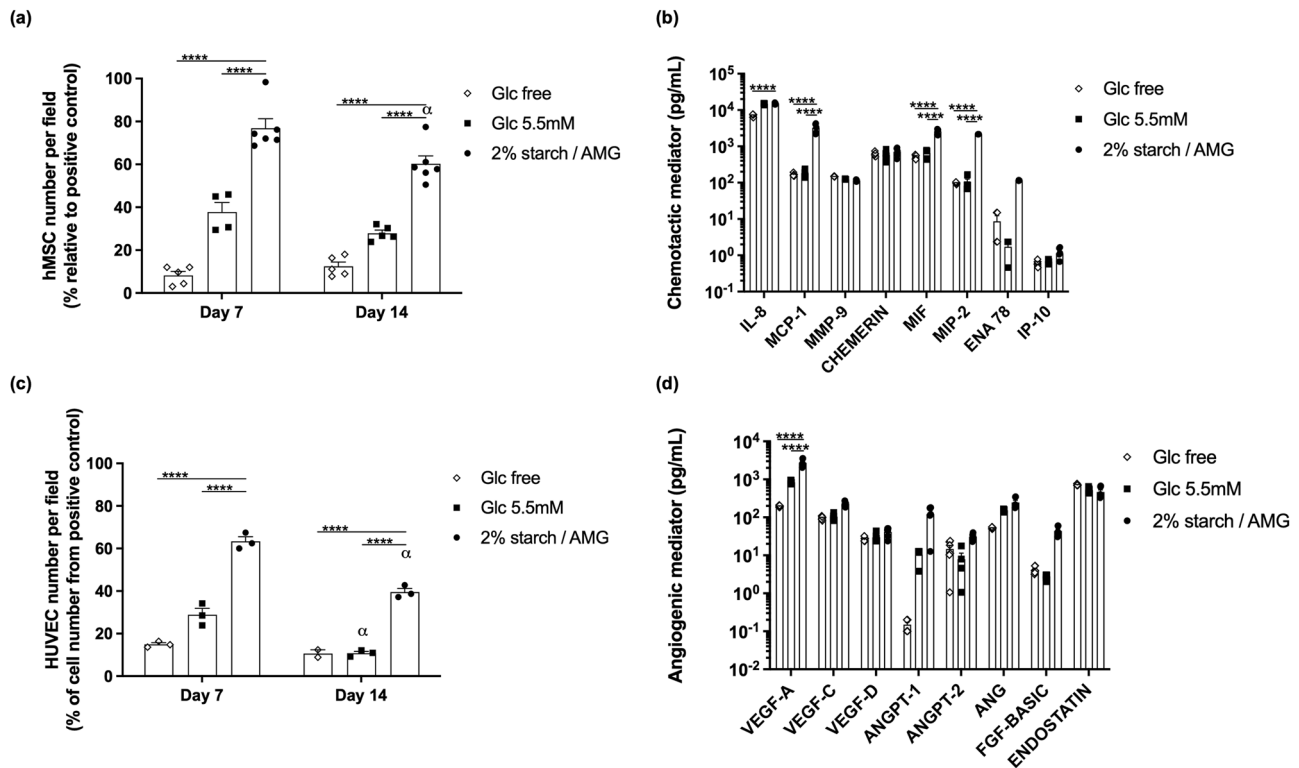 (a)
hMSC number per field
(% relative to positive control)
100
80
60
40
20
0
****
****
****
****
α
Day 7
Day 14
Glc free
Glc 5.5mM
2% starch / AMG
(b)
Chemotactic mediator (pg/mL)
10^5
10^4
10^3
10^2
10^1
10^0
10^-1
****
****
****
****
****
****
****
IL-8
MCP-1
MMP-9
CHEMERIN
MIF
MIP-2
ENA 78
IP-10
Glc free
Glc 5.5mM
2% starch / AMG
(c)
HUVEC number per field
(% of cell number from positive control)
100
80
60
40
20
0
****
****
****
****
α
α
Day 7
Day 14
Glc free
Glc 5.5mM
2% starch / AMG
(d)
Angiogenic mediator (pg/mL)
10^4
10^3
10^2
10^1
10^0
10^-1
10^-2
****
****
VEGF-A
VEGF-C
VEGF-D
ANGPT-1
ANGPT-2
ANG
FGF-BASIC
ENDOSTATIN
Glc free
Glc 5.5mM
2% starch / AMG